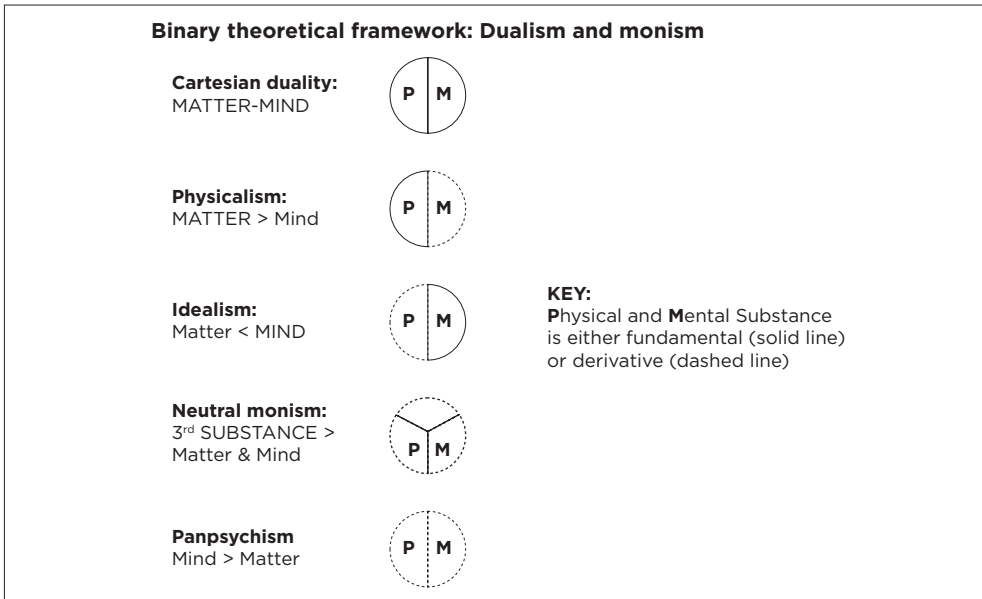 Binary theoretical framework: Dualism and monism
Cartesian duality:
MATTER-MIND
P M
Physicalism:
MATTER > Mind
P M
Idealism:
Matter < MIND
P M
KEY:
Physical and Mental Substance
is either fundamental (solid line)
or derivative (dashed line)
Neutral monism:
3rd SUBSTANCE >
Matter & Mind
P M
Panpsychism
Mind > Matter
P M